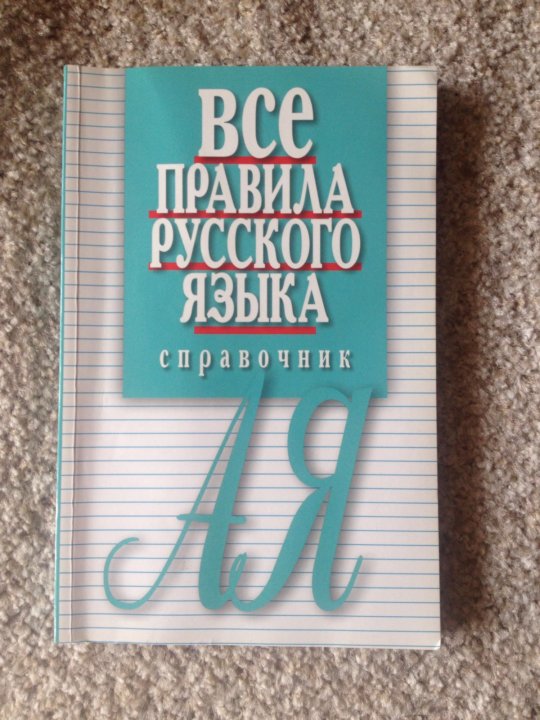 Все
ПРАВИЛА
РУССКОГО
ЯЗЫКА
справочник
АЯ